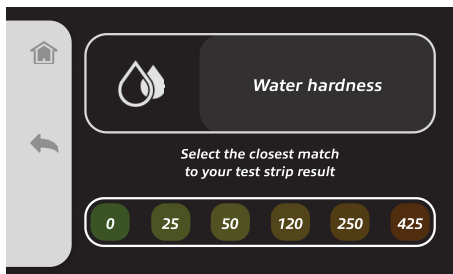 Water hardness
Select the closest match
to your test strip result
0 25 50 120 250 425